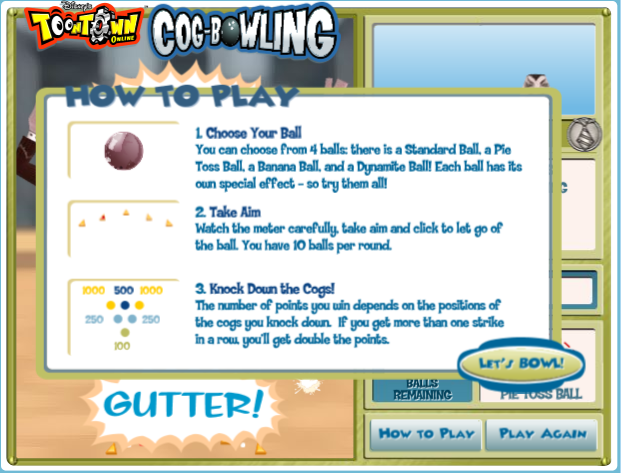 Disney's
TOONTOWN
ONLINE
COG-BOWLING
HOW TO PLAY
1. Choose Your Ball
You can choose from 4 balls: there is a Standard Ball, a Pie
Toss Ball, a Banana Ball, and a Dynamite Ball! Each ball has its
own special effect - so try them all!
2. Take Aim
Watch the meter carefully, take aim and click to let go of
the ball. You have 10 balls per round.
1000 500 1000
250 250
100
3. Knock Down the Cogs!
The number of points you win depends on the positions of
the cogs you knock down. If you get more than one strike
in a row, you'll get double the points.
LET'S BOWL!
GUTTER!
BALLS
REMAINING
PIE TOSS BALL
HOW TO PLAY
PLAY AGAIN